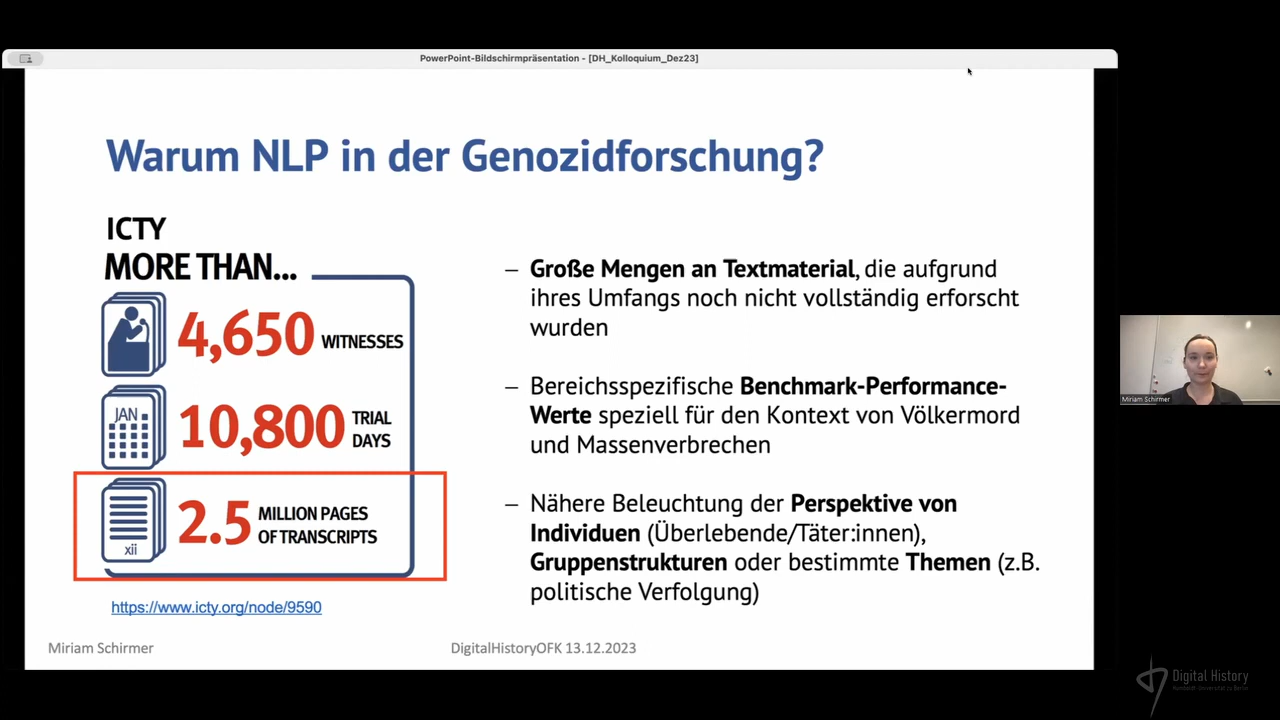 PowerPoint-Bildschirmpräsentation - [DH_Kolloquium_Dez23]
Warum NLP in der Genozidforschung?
ICTY
MORE THAN...
4,650 WITNESSES
JAN
10,800 TRIAL
DAYS
xii
2.5 MILLION PAGES
OF TRANSCRIPTS
https://www.icty.org/node/9590
– Große Mengen an Textmaterial, die aufgrund
ihres Umfangs noch nicht vollständig erforscht
wurden
– Bereichsspezifische Benchmark-Performance-
Werte speziell für den Kontext von Völkermord
und Massenverbrechen
– Nähere Beleuchtung der Perspektive von
Individuen (Überlebende/Täter:innen),
Gruppenstrukturen oder bestimmte Themen (z.B.
politische Verfolgung)
Miriam Schirmer
DigitalHistoryOFK 13.12.2023
Miriam Schirmer
Digital History
Humboldt-Universität zu Berlin